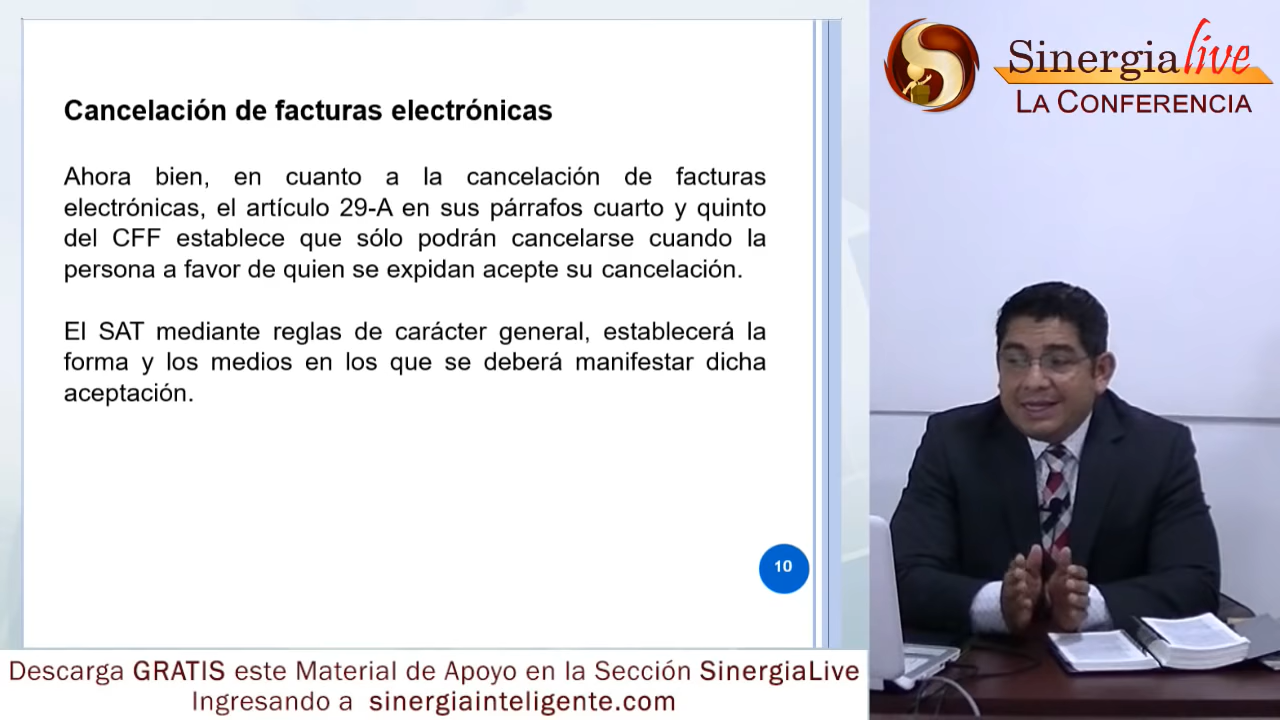 Cancelación de facturas electrónicas
Ahora bien, en cuanto a la cancelación de facturas
electrónicas, el artículo 29-A en sus párrafos cuarto y quinto
del CFF establece que sólo podrán cancelarse cuando la
persona a favor de quien se expidan acepte su cancelación.
El SAT mediante reglas de carácter general, establecerá la
forma y los medios en los que se deberá manifestar dicha
aceptación.
10
Sinergia live
LA CONFERENCIA
Descarga GRATIS este Material de Apoyo en la Sección SinergiaLive
Ingresando a sinergiainteligente.com